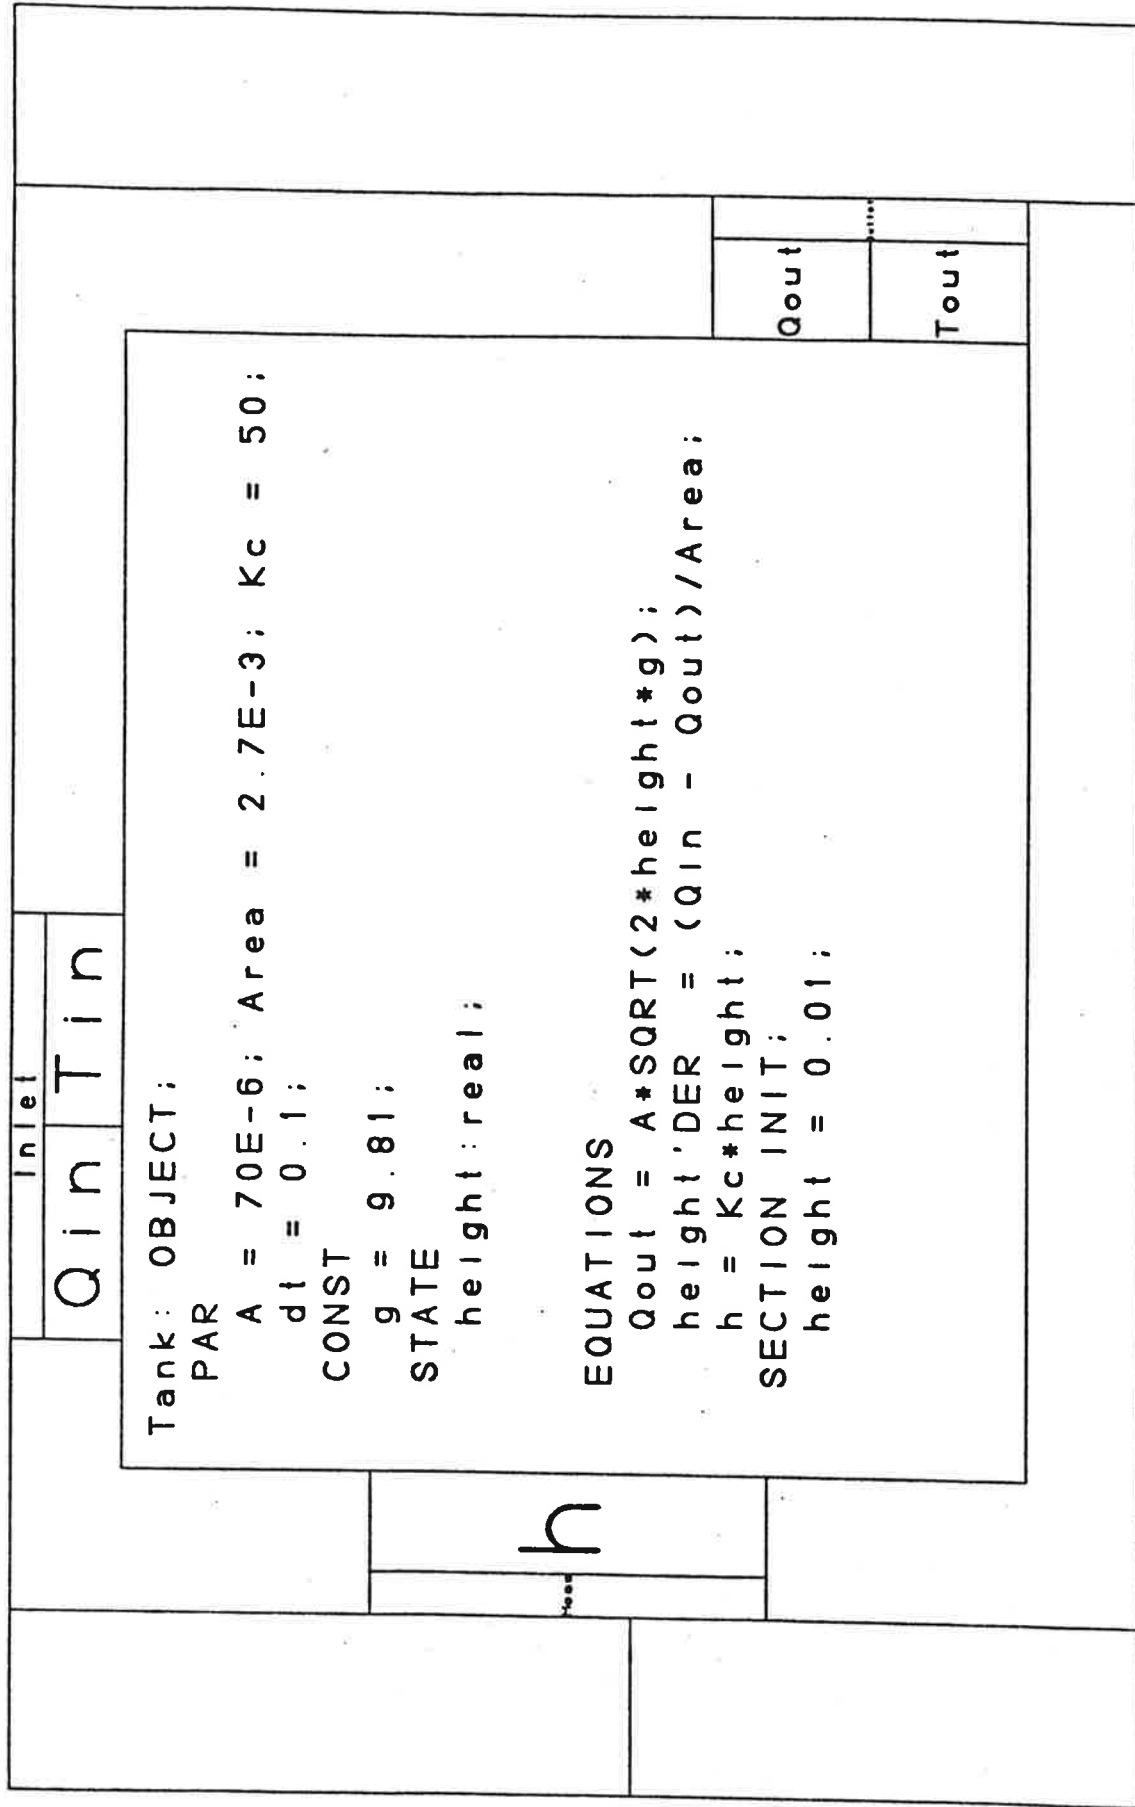 Inlet
Qin Tin
Tank: OBJECT;
PAR
A = 70E-6; Area = 2.7E-3; Kc = 50;
dt = 0.1;
CONST
g = 9.81;
STATE
height:real;
EQUATIONS
Qout = A*SQRT(2*height*g);
height'DER = (Qin - Qout)/Area;
h = Kc*height;
SECTION INIT;
height = 0.01;
h
Qout
Tout